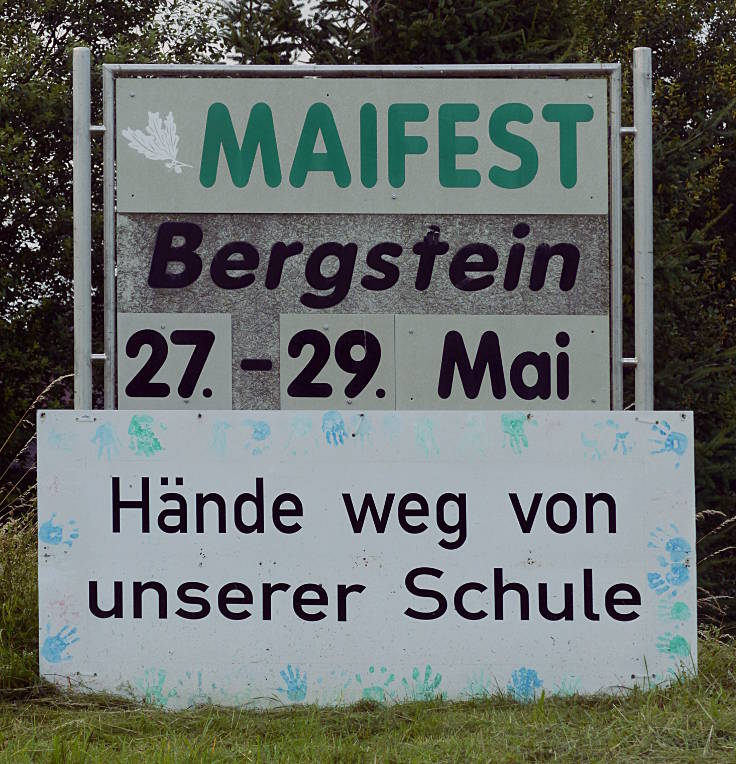 MAIFEST
Bergstein
27. - 29. Mai
Hände weg von
unserer Schule